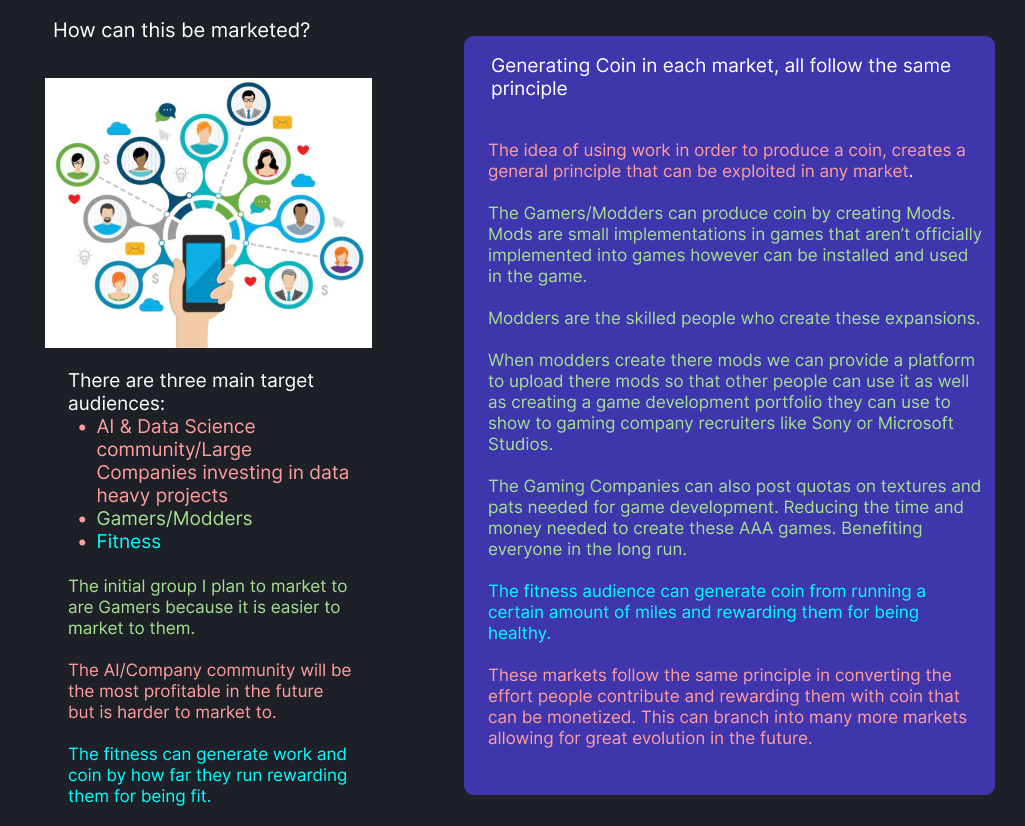 How can this be marketed?
There are three main target
audiences:
• AI & Data Science
community/Large
Companies investing in data
heavy projects
• Gamers/Modders
• Fitness
The initial group I plan to market to
are Gamers because it is easier to
market to them.
The AI/Company community will be
the most profitable in the future
but is harder to market to.
The fitness can generate work and
coin by how far they run rewarding
them for being fit.
Generating Coin in each market, all follow the same
principle
The idea of using work in order to produce a coin, creates a
general principle that can be exploited in any market.
The Gamers/Modders can produce coin by creating Mods.
Mods are small implementations in games that aren't officially
implemented into games however can be installed and used
in the game.
Modders are the skilled people who create these expansions.
When modders create there mods we can provide a platform
to upload there mods so that other people can use it as well
as creating a game development portfolio they can use to
show to gaming company recruiters like Sony or Microsoft
Studios.
The Gaming Companies can also post quotas on textures and
pats needed for game development. Reducing the time and
money needed to create these AAA games. Benefiting
everyone in the long run.
The fitness audience can generate coin from running a
certain amount of miles and rewarding them for being
healthy.
These markets follow the same principle in converting the
effort people contribute and rewarding them with coin that
can be monetized. This can branch into many more markets
allowing for great evolution in the future.